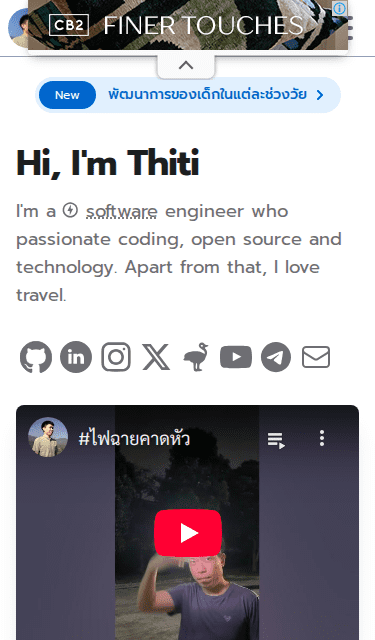 CB2 FINER TOUCHES
New พัฒนาการของเด็กในแต่ละช่วงวัย
Hi, I'm Thiti
I'm a software engineer who
passionate coding, open source and
technology. Apart from that, I love
travel.
#ไฟฉายคาดหัว